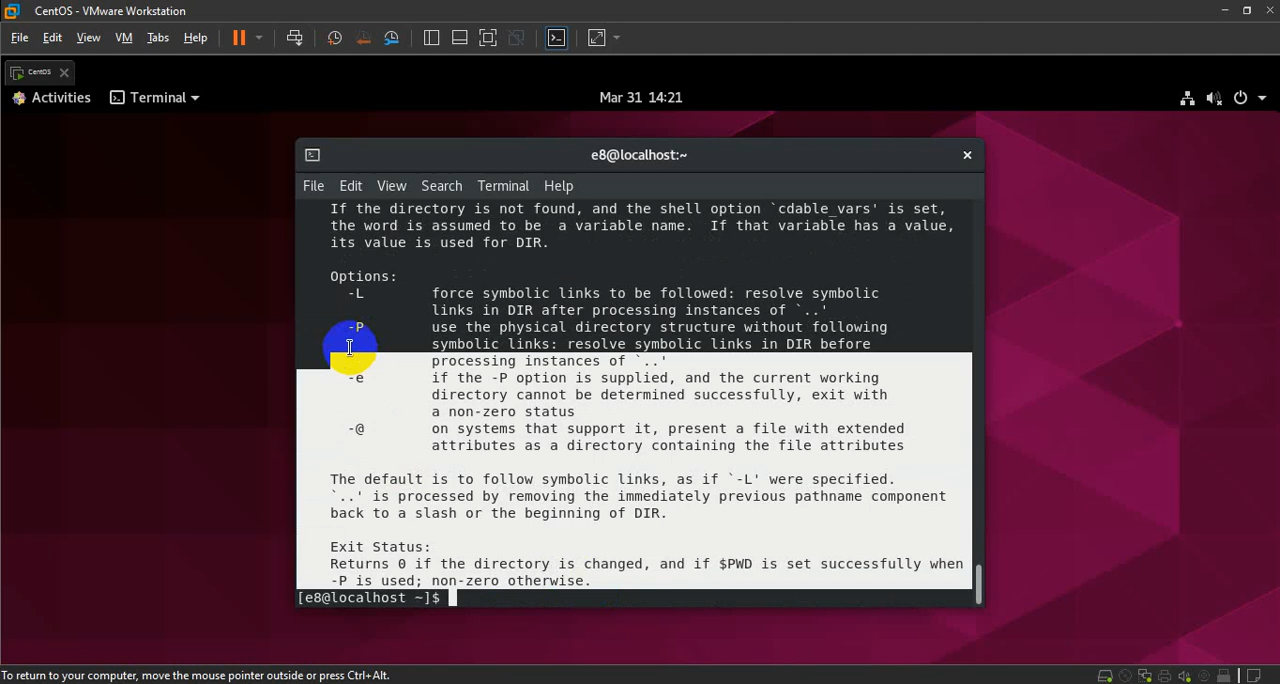 CentOS - VMware Workstation
File Edit View VM Tabs Help
CentOS
Activities Terminal Mar 31 14:21
e8@localhost:~
File Edit View Search Terminal Help
If the directory is not found, and the shell option `cdable_vars' is set,
the word is assumed to be  a variable name.  If that variable has a value,
its value is used for DIR.
Options:
-L        force symbolic links to be followed: resolve symbolic
links in DIR after processing instances of `..'
-P        use the physical directory structure without following
symbolic links: resolve symbolic links in DIR before
processing instances of `..'
-e        if the -P option is supplied, and the current working
directory cannot be determined successfully, exit with
a non-zero status
-@        on systems that support it, present a file with extended
attributes as a directory containing the file attributes
The default is to follow symbolic links, as if `-L' were specified.
`..' is processed by removing the immediately previous pathname component
back to a slash or the beginning of DIR.
Exit Status:
Returns 0 if the directory is changed, and if $PWD is set successfully when
-P is used; non-zero otherwise.
[e8@localhost ~]$
To return to your computer, move the mouse pointer outside or press Ctrl+Alt.